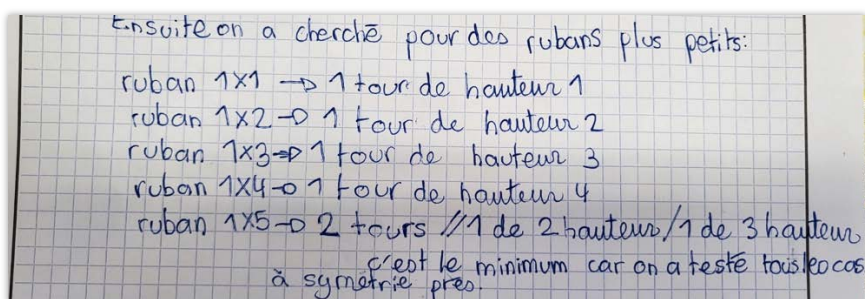 Ensuite on a cherché pour des rubans plus petits:
ruban 1x1 → 1 tour de hauteur 1
ruban 1x2 → 1 tour de hauteur 2
ruban 1x3 → 1 tour de hauteur 3
ruban 1x4 → 1 tour de hauteur 4
ruban 1x5 → 2 tours //1 de 2 hauteur/1 de 3 hauteur
c'est le minimum car on a testé tous les cas
à symétrie près.